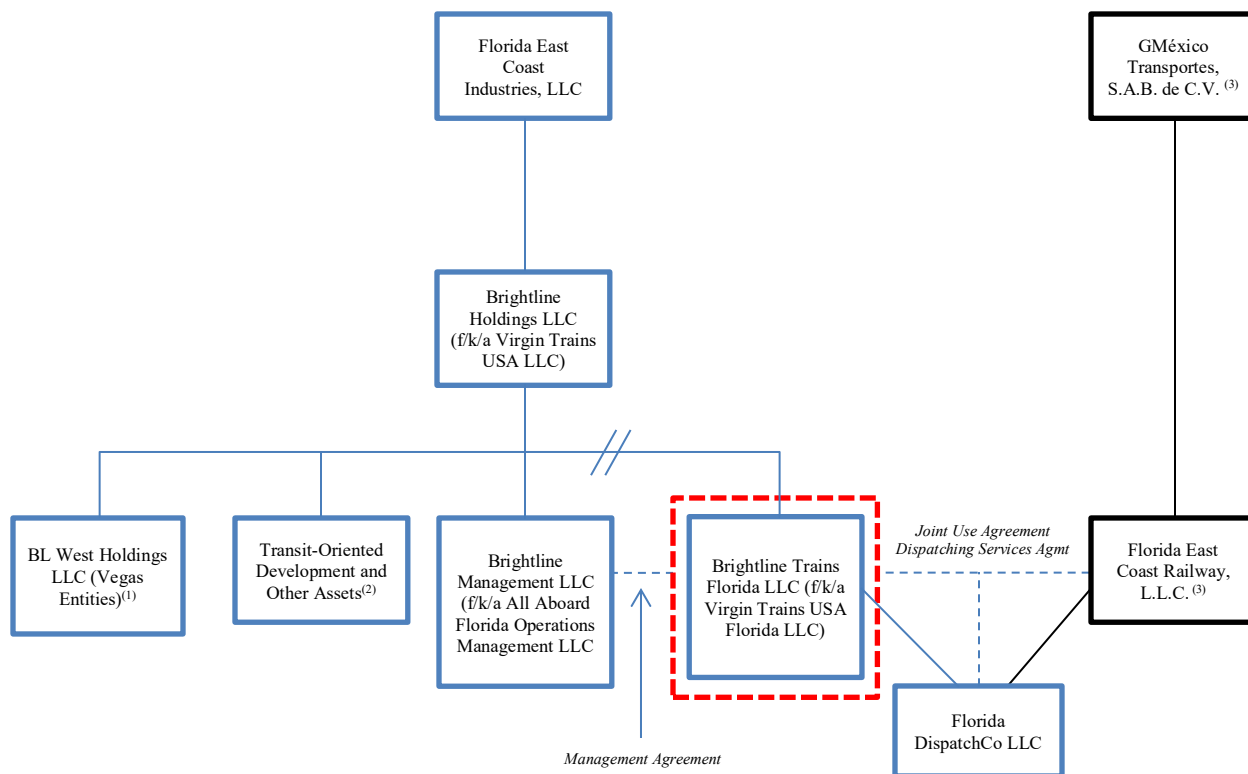 Florida East
Coast
Industries, LLC
GMéxico
Transportes,
S.A.B. de C.V. (3)
Brightline
Holdings LLC
(f/k/a Virgin Trains
USA LLC)
BL West Holdings
LLC (Vegas
Entities)(1)
Transit-Oriented
Development and
Other Assets(2)
Brightline
Management LLC
(f/k/a All Aboard
Florida Operations
Management LLC
Brightline Trains
Florida LLC (f/k/a
Virgin Trains USA
Florida LLC)
Joint Use Agreement
Dispatching Services Agmt
Florida East
Coast Railway,
L.L.C. (3)
Florida
DispatchCo LLC
Management Agreement